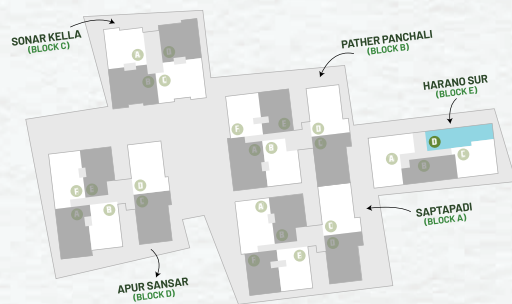 SONAR KELLA
(BLOCK C)
PATHER PANCHALI
(BLOCK B)
HARANO SUR
(BLOCK E)
SAPTAPADI
(BLOCK A)
APUR SANSAR
(BLOCK D)
A
D
B
C
F
E
A
B
D
C
F
E
A
B
D
C
A
B
C
D
F
E
A
B
D
C
A
D
B
C